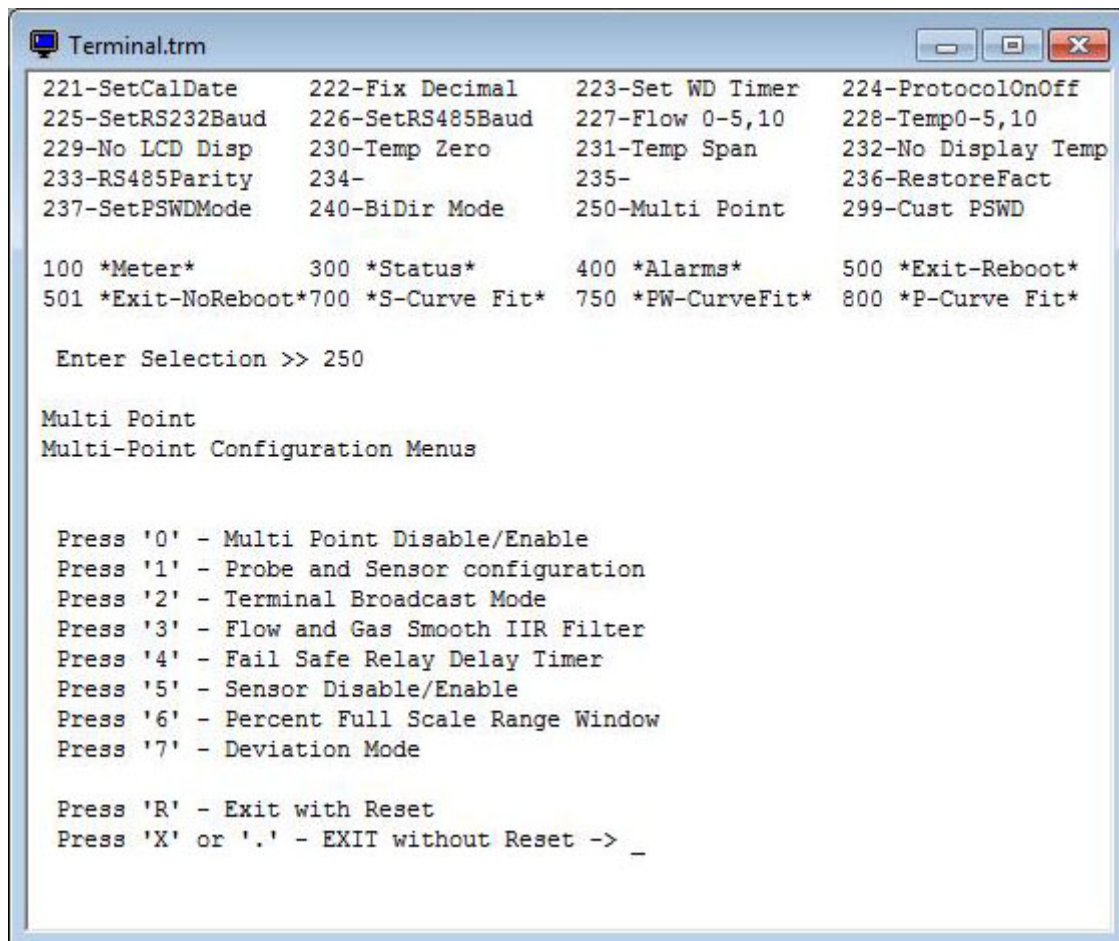 Terminal.trm
221-SetCalDate 222-Fix Decimal 223-Set WD Timer 224-ProtocolOnOff
225-SetRS232Baud 226-SetRS485Baud 227-Flow 0-5,10 228-Temp0-5,10
229-No LCD Disp 230-Temp Zero 231-Temp Span 232-No Display Temp
233-RS485Parity 234- 235- 236-RestoreFact
237-SetPSWDMode 240-BiDir Mode 250-Multi Point 299-Cust PSWD
100 *Meter* 300 *Status* 400 *Alarms* 500 *Exit-Reboot*
501 *Exit-NoReboot*700 *S-Curve Fit* 750 *PW-CurveFit* 800 *P-Curve Fit*
Enter Selection >> 250
Multi Point
Multi-Point Configuration Menus
Press '0' - Multi Point Disable/Enable
Press '1' - Probe and Sensor configuration
Press '2' - Terminal Broadcast Mode
Press '3' - Flow and Gas Smooth IIR Filter
Press '4' - Fail Safe Relay Delay Timer
Press '5' - Sensor Disable/Enable
Press '6' - Percent Full Scale Range Window
Press '7' - Deviation Mode
Press 'R' - Exit with Reset
Press 'X' or '.' - EXIT without Reset -> _